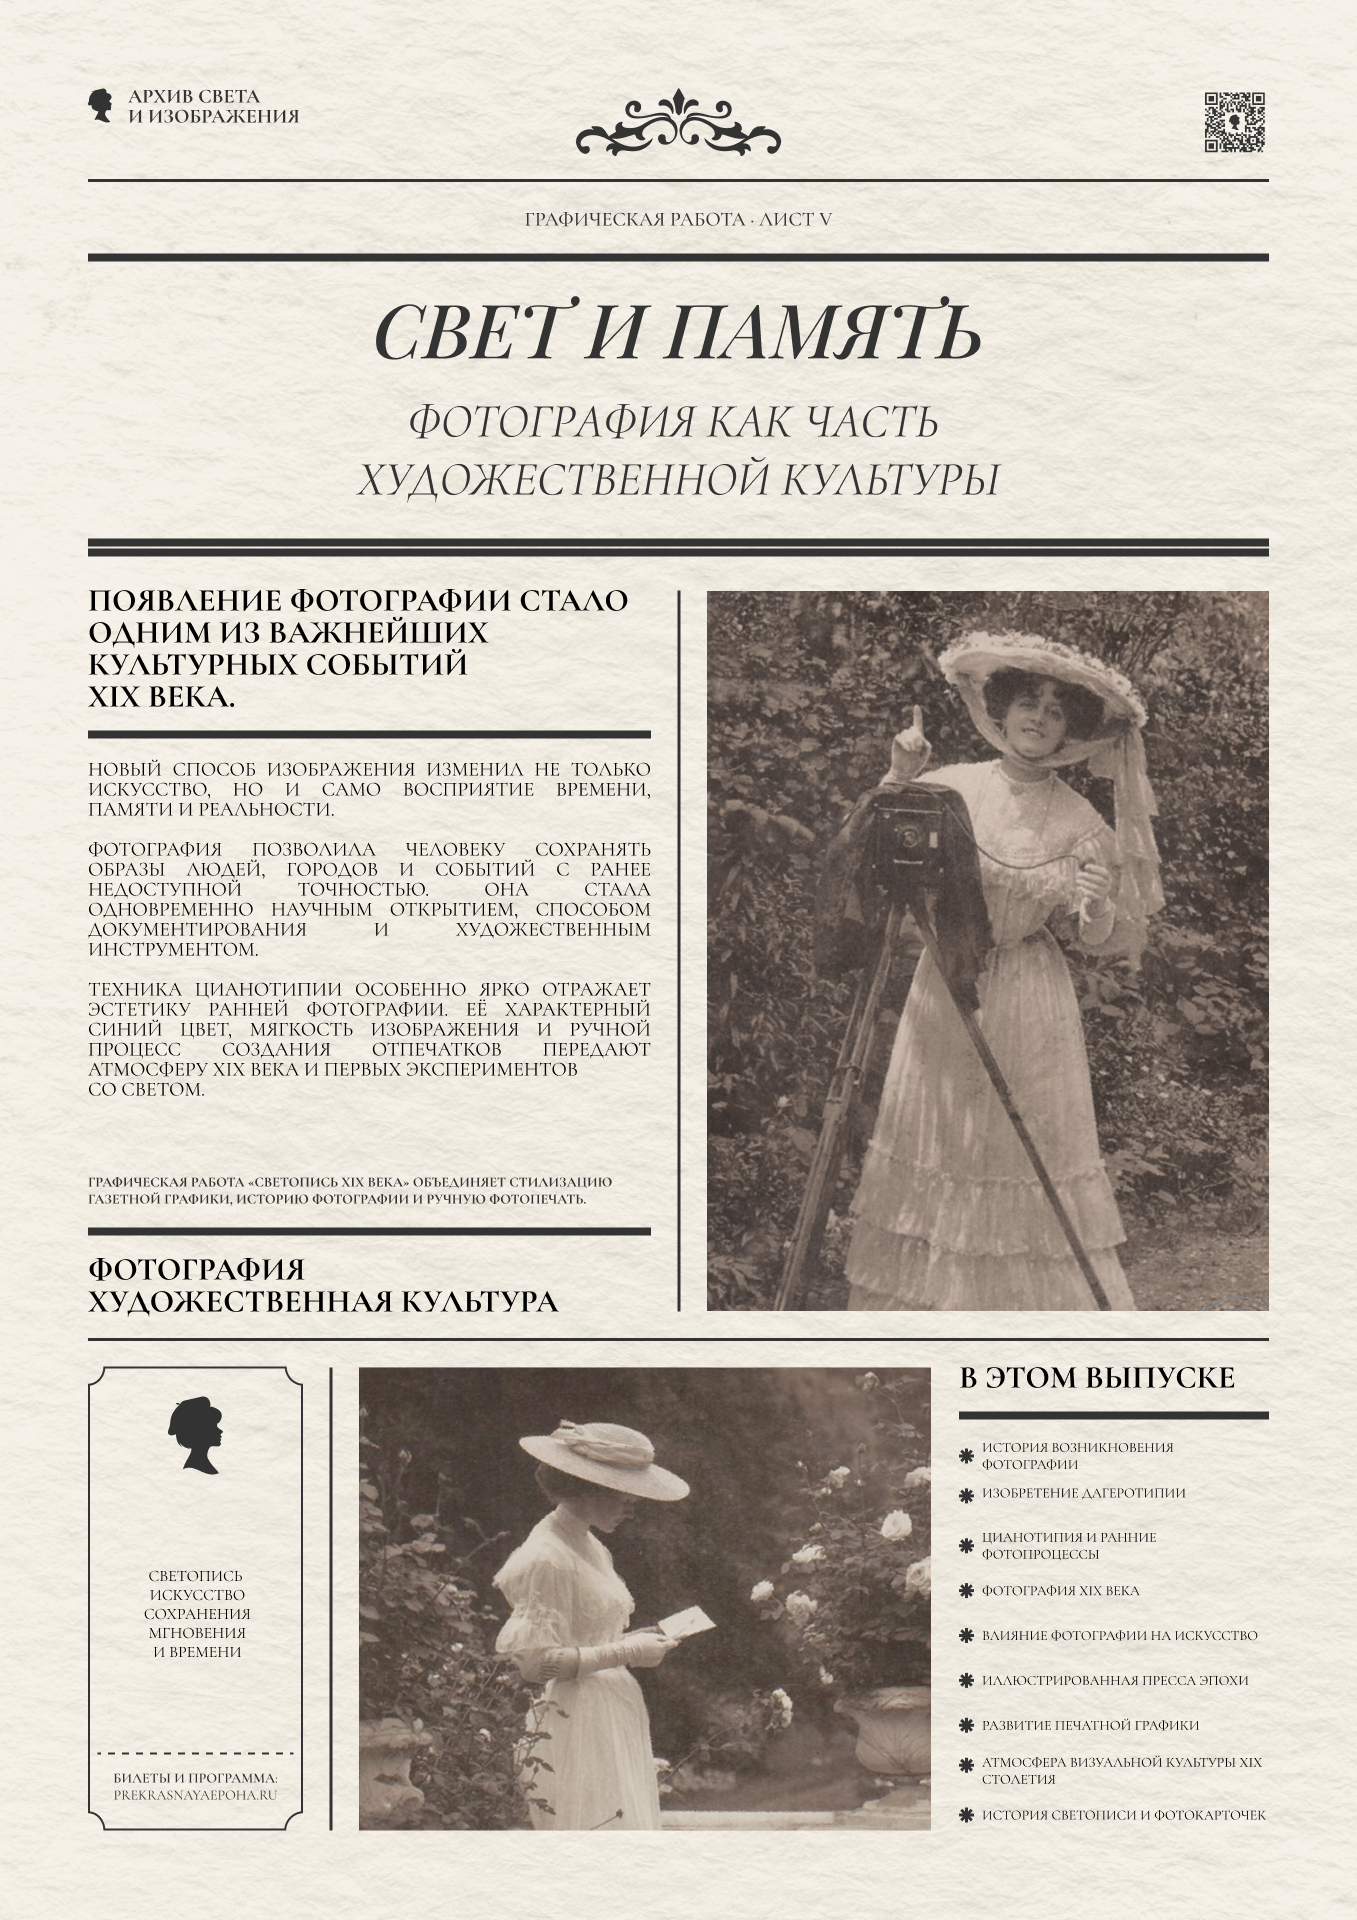 АРХИВ СВЕТА
И ИЗОБРАЖЕНИЯ
ГРАФИЧЕСКАЯ РАБОТА · ЛИСТ V
СВЕТ И ПАМЯТЬ
ФОТОГРАФИЯ КАК ЧАСТЬ
ХУДОЖЕСТВЕННОЙ КУЛЬТУРЫ
ПОЯВЛЕНИЕ ФОТОГРАФИИ СТАЛО
ОДНИМ ИЗ ВАЖНЕЙШИХ
КУЛЬТУРНЫХ СОБЫТИЙ
XIX ВЕКА.
НОВЫЙ СПОСОБ ИЗОБРАЖЕНИЯ ИЗМЕНИЛ НЕ ТОЛЬКО
ИСКУССТВО, НО И САМО ВОСПРИЯТИЕ ВРЕМЕНИ,
ПАМЯТИ И РЕАЛЬНОСТИ.
ФОТОГРАФИЯ ПОЗВОЛИЛА ЧЕЛОВЕКУ СОХРАНЯТЬ
ОБРАЗЫ ЛЮДЕЙ, ГОРОДОВ И СОБЫТИЙ С РАНЕЕ
НЕДОСТУПНОЙ ТОЧНОСТЬЮ. ОНА СТАЛА
ОДНОВРЕМЕННО НАУЧНЫМ ОТКРЫТИЕМ, СПОСОБОМ
ДОКУМЕНТИРОВАНИЯ И ХУДОЖЕСТВЕННЫМ
ИНСТРУМЕНТОМ.
ТЕХНИКА ЦИАНОТИПИИ ОСОБЕННО ЯРКО ОТРАЖАЕТ
ЭСТЕТИКУ РАННЕЙ ФОТОГРАФИИ. ЕЁ ХАРАКТЕРНЫЙ
СИНИЙ ЦВЕТ, МЯГКОСТЬ ИЗОБРАЖЕНИЯ И РУЧНОЙ
ПРОЦЕСС СОЗДАНИЯ ОТПЕЧАТКОВ ПЕРЕДАЮТ
АТМОСФЕРУ XIX ВЕКА И ПЕРВЫХ ЭКСПЕРИМЕНТОВ
СО СВЕТОМ.
ГРАФИЧЕСКАЯ РАБОТА «СВЕТОПИСЬ XIX ВЕКА» ОБЪЕДИНЯЕТ СТИЛИЗАЦИЮ
ГАЗЕТНОЙ ГРАФИКИ, ИСТОРИЮ ФОТОГРАФИИ И РУЧНУЮ ФОТОПЕЧАТЬ.
ФОТОГРАФИЯ
ХУДОЖЕСТВЕННАЯ КУЛЬТУРА
СВЕТОПИСЬ
ИСКУССТВО
СОХРАНЕНИЯ
МГНОВЕНИЯ
И ВРЕМЕНИ
БИЛЕТЫ И ПРОГРАММА:
PREKRASNAYAEPOHA.RU
В ЭТОМ ВЫПУСКЕ
ИСТОРИЯ ВОЗНИКНОВЕНИЯ
ФОТОГРАФИИ
ИЗОБРЕТЕНИЕ ДАГЕРОТИПИИ
ЦИАНОТИПИЯ И РАННИЕ
ФОТОПРОЦЕССЫ
ФОТОГРАФИЯ XIX ВЕКА
ВЛИЯНИЕ ФОТОГРАФИИ НА ИСКУССТВО
ИЛЛЮСТРИРОВАННАЯ ПРЕССА ЭПОХИ
РАЗВИТИЕ ПЕЧАТНОЙ ГРАФИКИ
АТМОСФЕРА ВИЗУАЛЬНОЙ КУЛЬТУРЫ XIX
СТОЛЕТИЯ
ИСТОРИЯ СВЕТОПИСИ И ФОТОКАРТОЧЕК